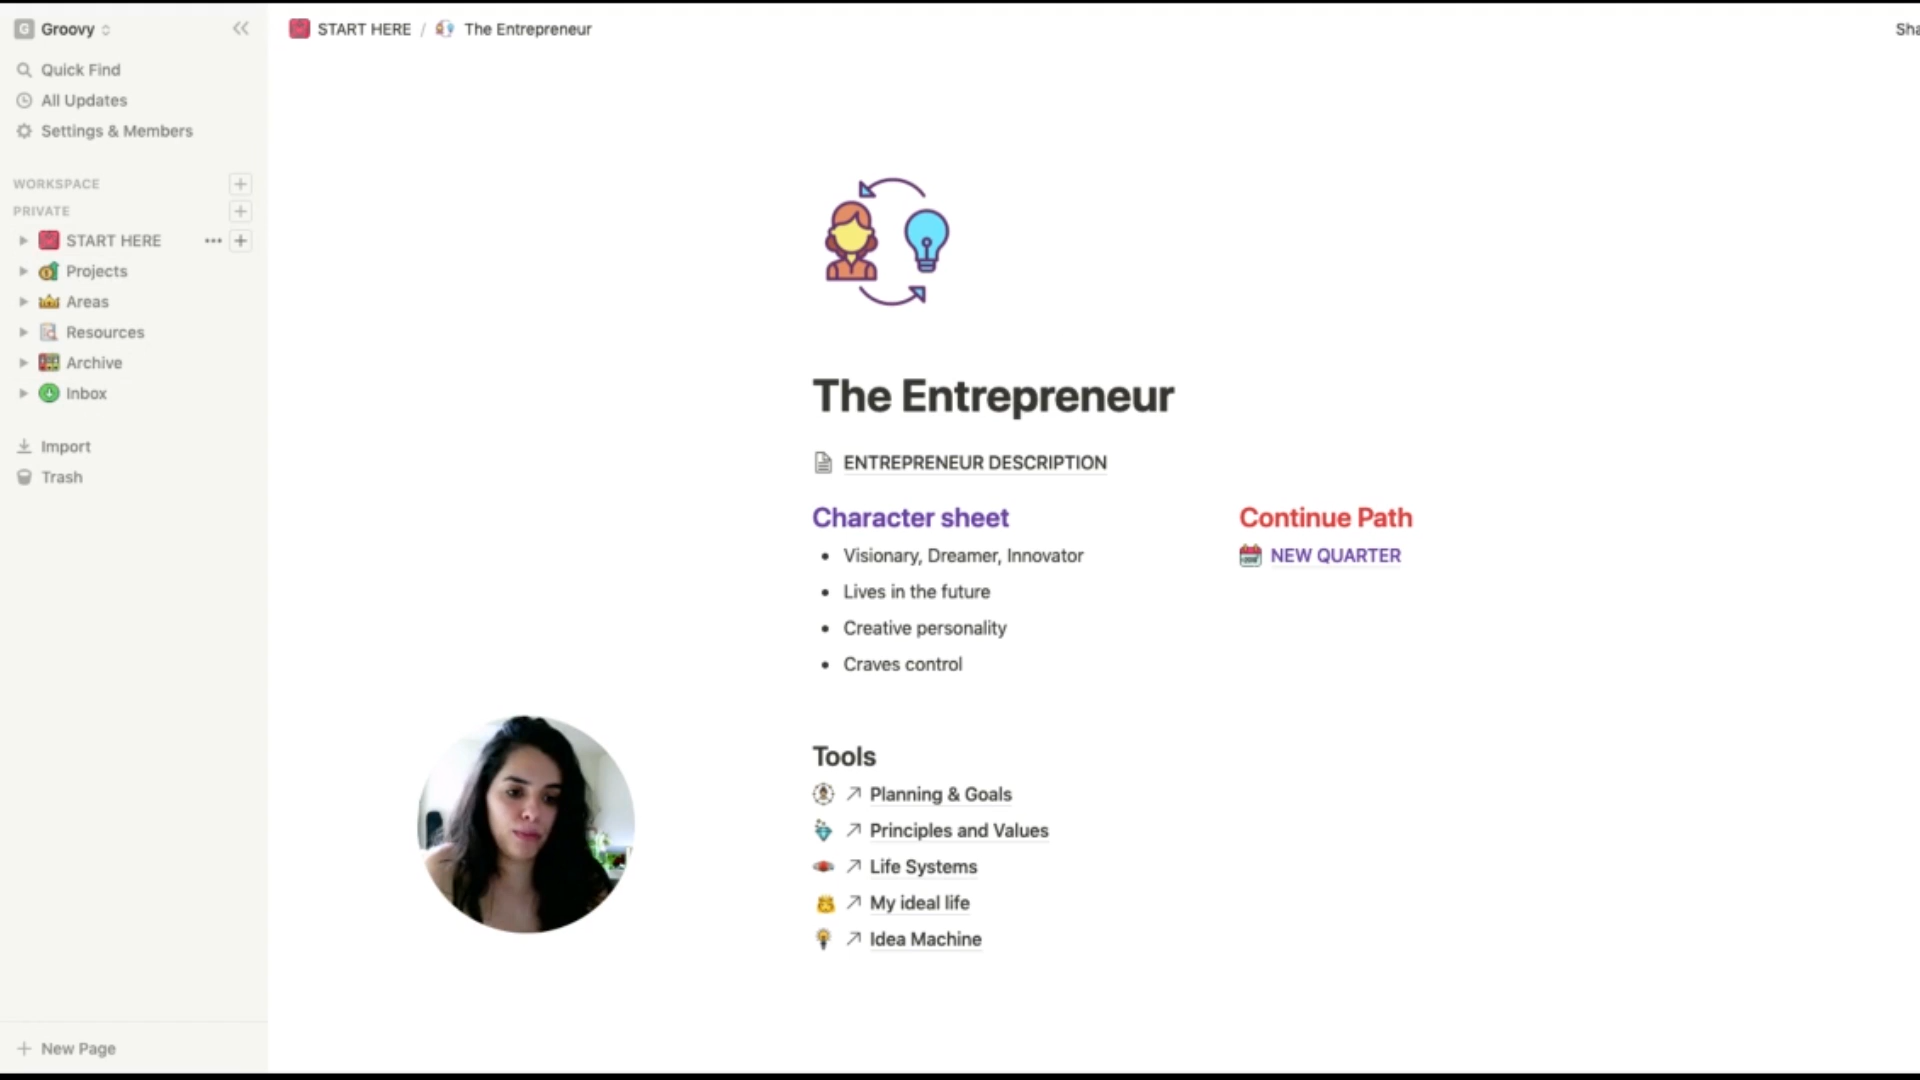 Groovy
Quick Find
All Updates
Settings & Members
WORKSPACE
PRIVATE
START HERE
Projects
Areas
Resources
Archive
Inbox
Import
Trash
New Page
START HERE / The Entrepreneur
Sha
The Entrepreneur
ENTREPRENEUR DESCRIPTION
Character sheet
• Visionary, Dreamer, Innovator
• Lives in the future
• Creative personality
• Craves control
Continue Path
NEW QUARTER
Tools
Planning & Goals
Principles and Values
Life Systems
My ideal life
Idea Machine